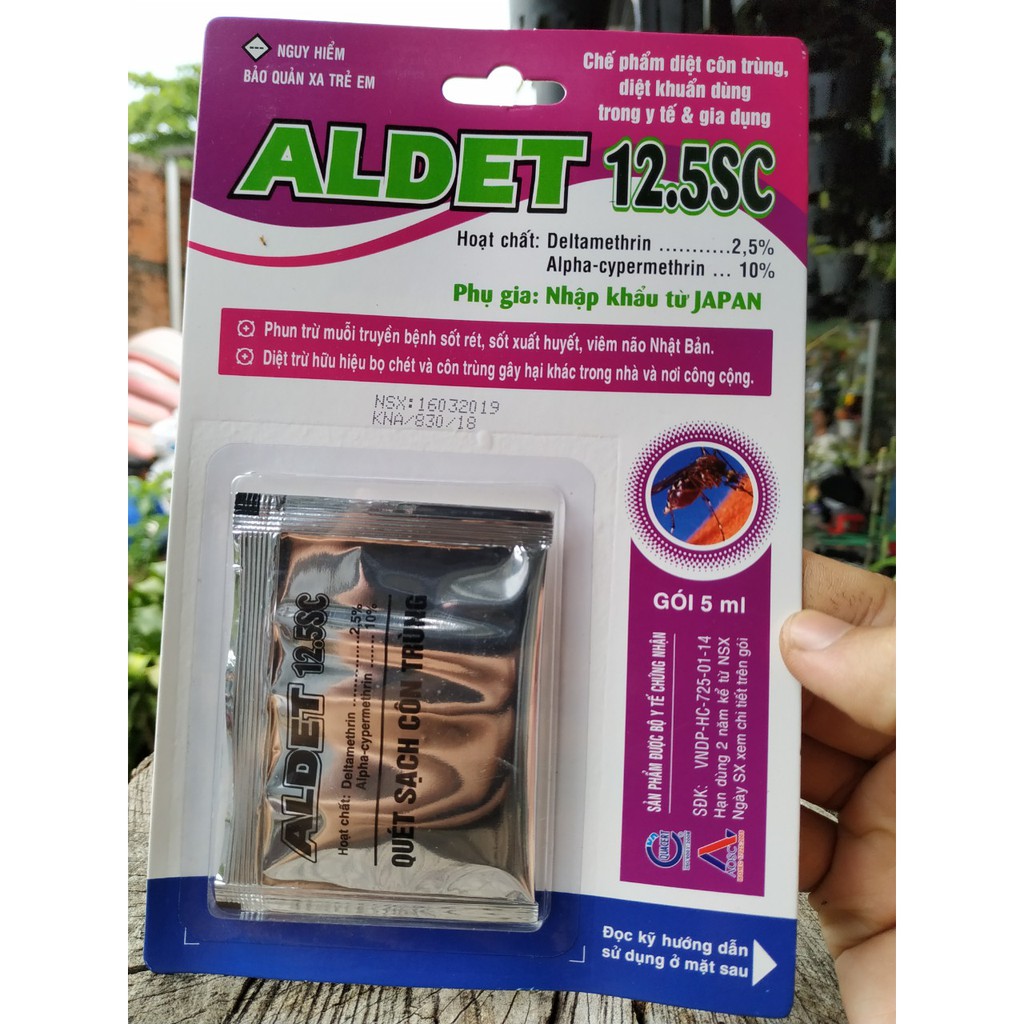 NGUY HIỂM
BẢO QUẢN XA TRẺ EM
Chế phẩm diệt côn trùng,
diệt khuẩn dùng
trong y tế & gia dụng
ALDET 12.5SC
Hoạt chất: Deltamethrin ...........2,5%
Alpha-cypermethrin ... 10%
Phụ gia: Nhập khẩu từ JAPAN
Phun trừ muỗi truyền bệnh sốt rét, sốt xuất huyết, viêm não Nhật Bản.
Diệt trừ hữu hiệu bọ chét và côn trùng gây hại khác trong nhà và nơi công cộng.
NSX:16032019
KNA/830/18
ALDET 12.5SC
Hoạt chất: Deltamethrin ............2,5%
Alpha-cypermethrin ........ 10%
QUÉT SẠCH CÔN TRÙNG
GÓI 5 ml
SẢN PHẨM ĐƯỢC BỘ Y TẾ CHỨNG NHẬN
SĐK: VNDP-HC-725-01-14
Hạn dùng 2 năm kể từ NSX
Ngày SX xem chi tiết trên gói
QUACERT
AOSC
Đọc kỹ hướng dẫn
sử dụng ở mặt sau